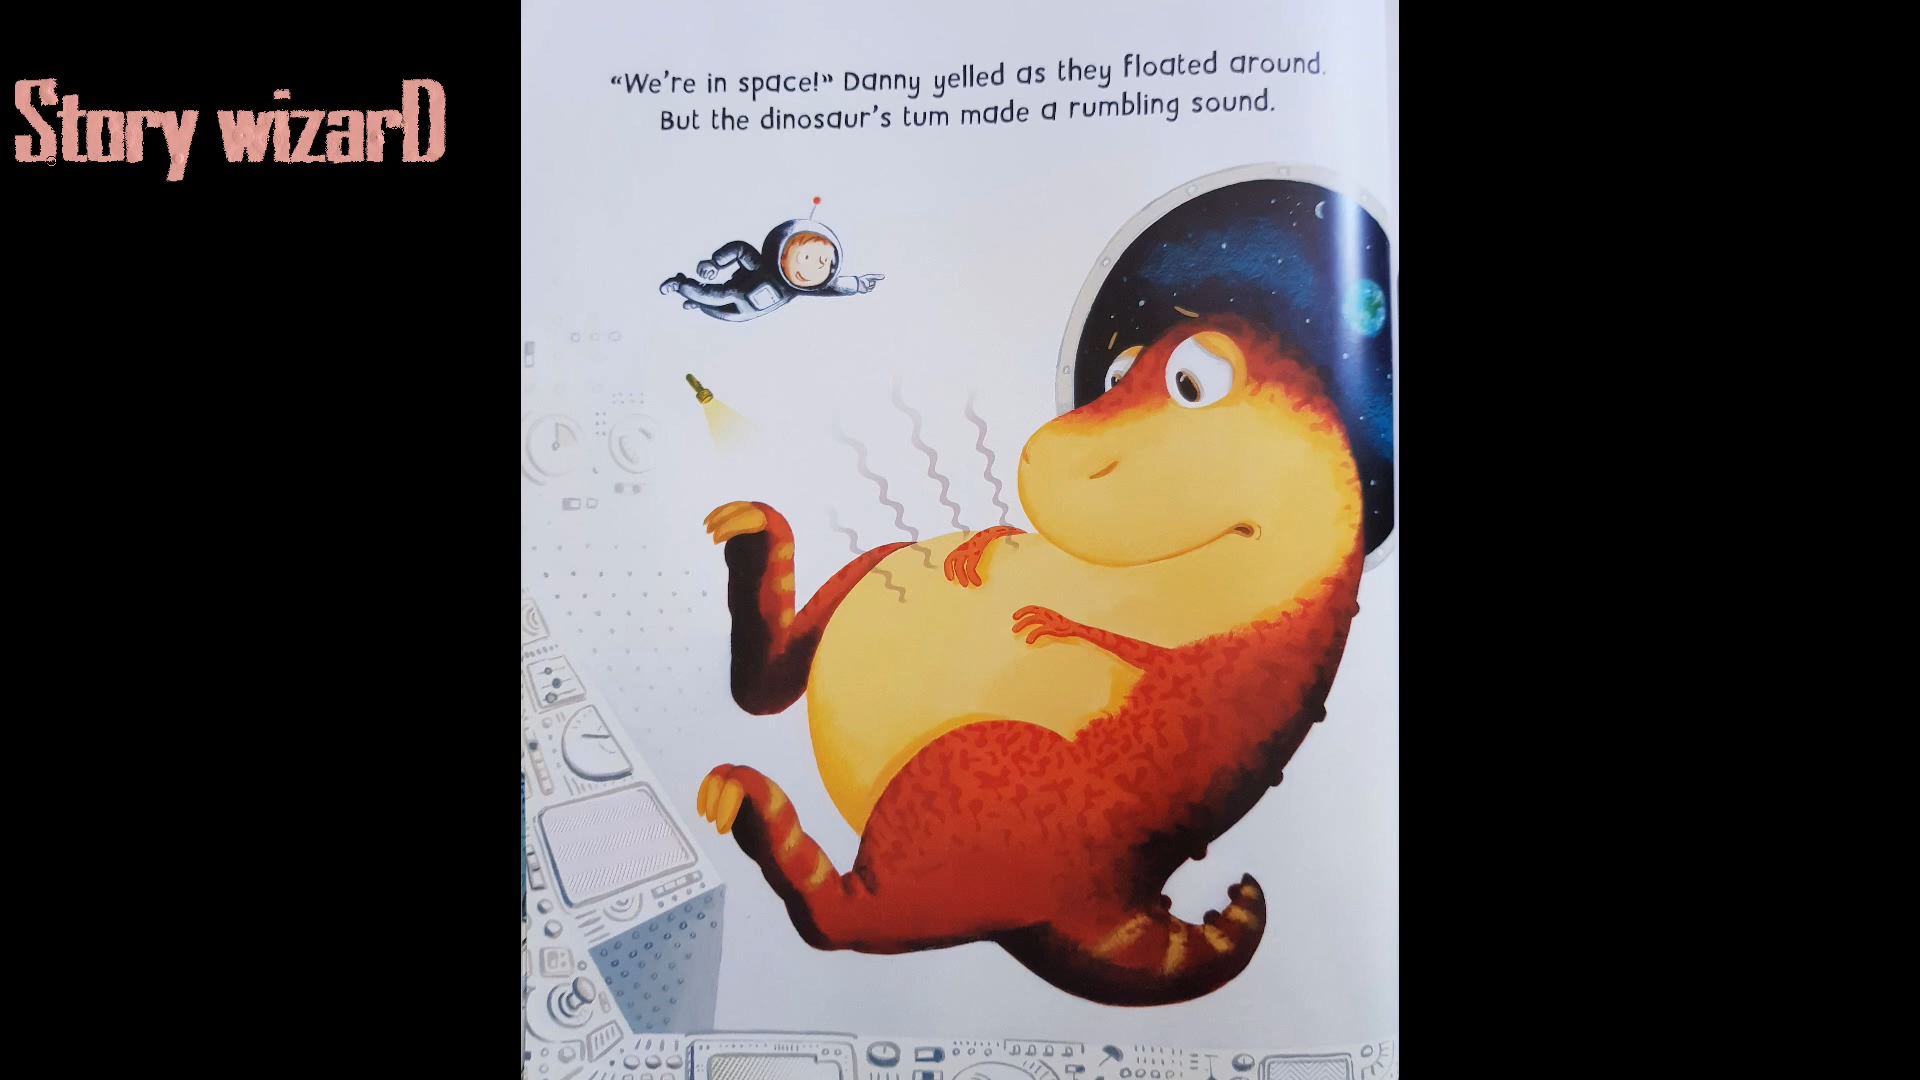 Story wizarD
“We’re in space!” Danny yelled as they floated around.
But the dinosaur’s tum made a rumbling sound.